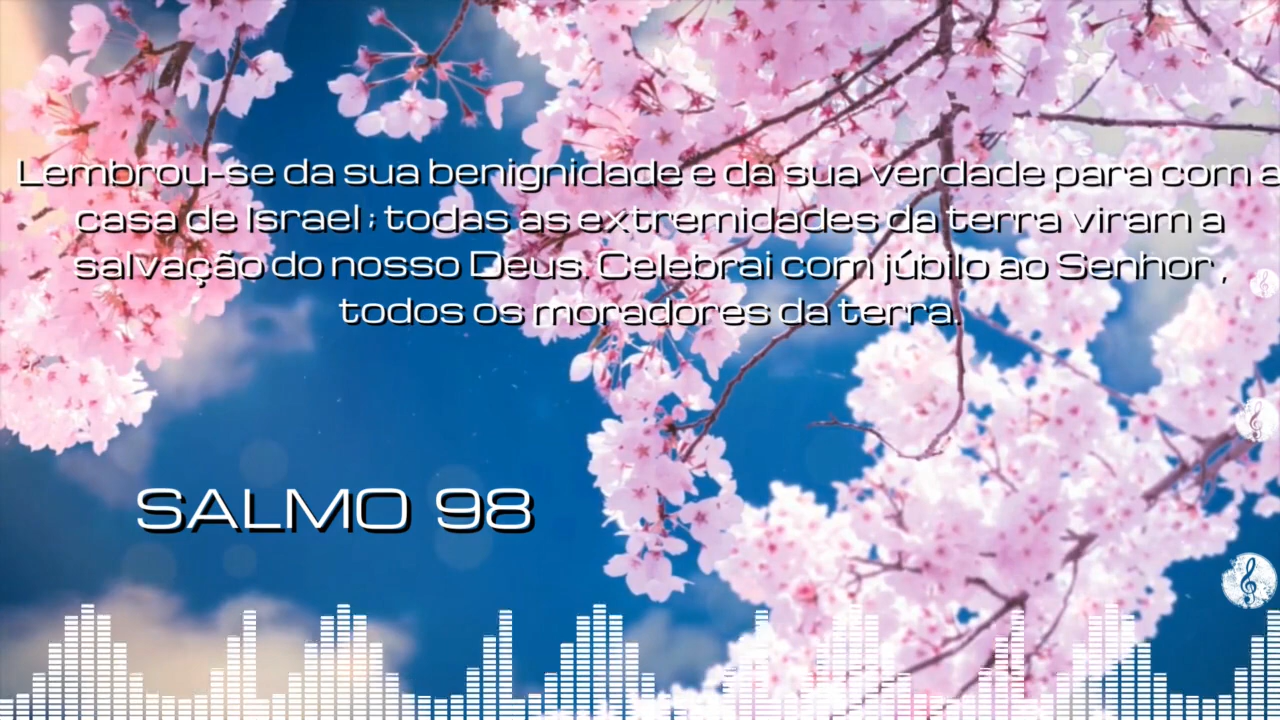 Lembrou-se da sua benignidade e da sua verdade para com a
casa de Israel ; todas as extremidades da terra viram a
salvação do nosso Deus. Celebrai com júbilo ao Senhor ,
todos os moradores da terra.
SALMO 98